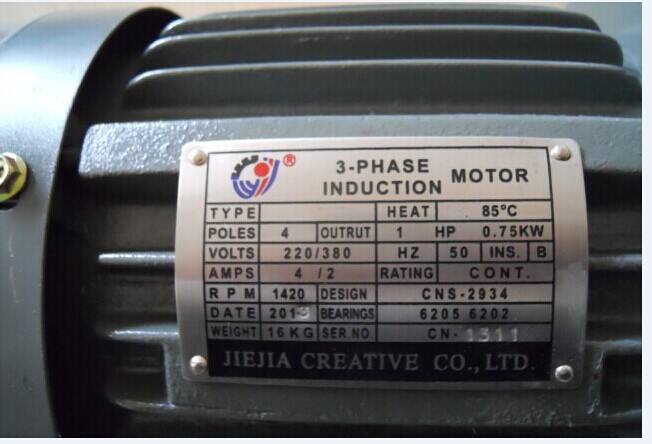 ®
3-PHASE
INDUCTION MOTOR
TYPE HEAT 85ºC
POLES 4 OUTRUT 1 HP 0.75KW
VOLTS 220/380 HZ 50 INS. B
AMPS 4/2 RATING CONT.
RPM 1420 DESIGN CNS-2934
DATE 2013 BEARINGS 6205 6202
WEIGHT 16KG SER.NO. CN-1311
JIEJIA CREATIVE CO.,LTD.